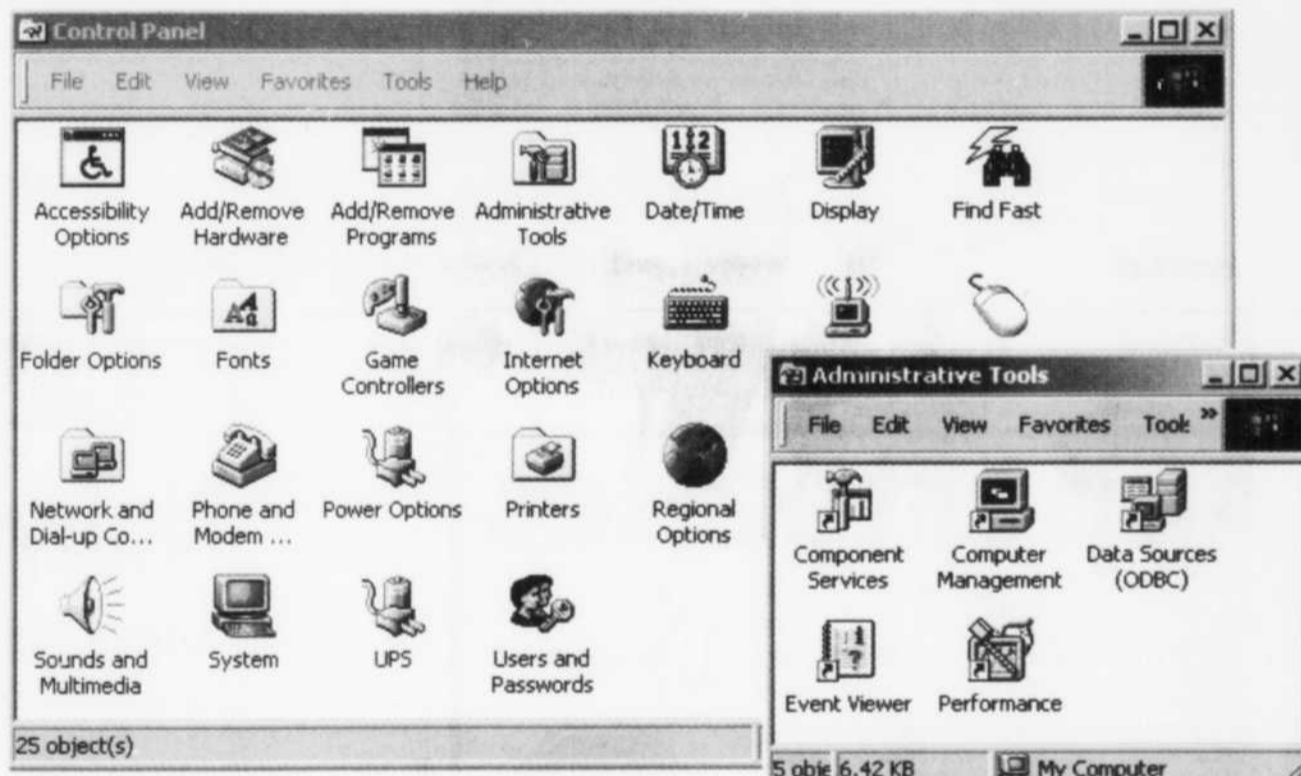 Control Panel
File Edit View Favorites Tools Help
Accessibility Options
Add/Remove Hardware
Add/Remove Programs
Administrative Tools
Date/Time
Display
Find Fast
Folder Options
Fonts
Game Controllers
Internet Options
Keyboard
Network and Dial-up Co...
Phone and Modem ...
Power Options
Printers
Regional Options
Sounds and Multimedia
System
UPS
Users and Passwords
25 object(s)
Administrative Tools
File Edit View Favorites Tools »
Component Services
Computer Management
Data Sources (ODBC)
Event Viewer
Performance
5 obje 6.42 KB My Computer